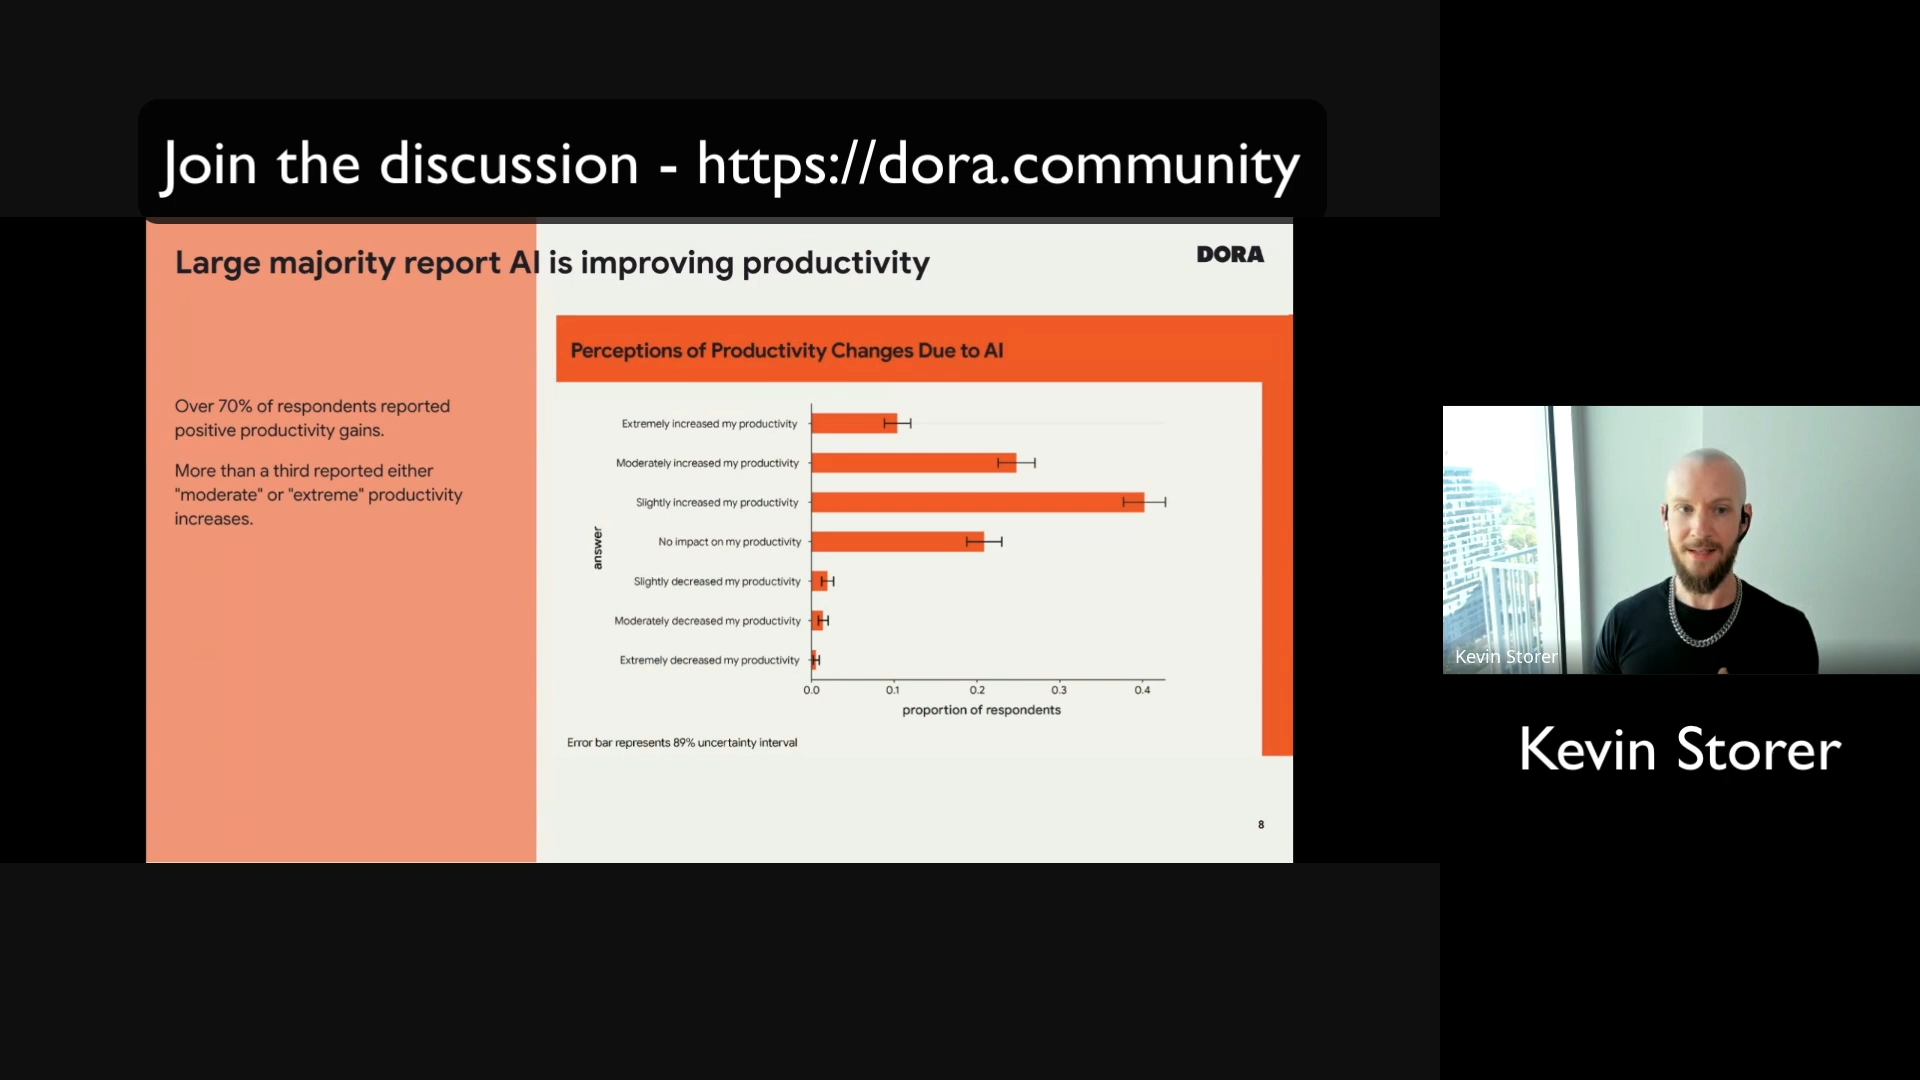 Join the discussion - https://dora.community
Large majority report AI is improving productivity
DORA
Over 70% of respondents reported
positive productivity gains.
More than a third reported either
"moderate" or "extreme" productivity
increases.
Perceptions of Productivity Changes Due to AI
answer
Extremely increased my productivity
Moderately increased my productivity
Slightly increased my productivity
No impact on my productivity
Slightly decreased my productivity
Moderately decreased my productivity
Extremely decreased my productivity
0.0 0.1 0.2 0.3 0.4
proportion of respondents
Error bar represents 89% uncertainty interval
8
Kevin Storer
Kevin Storer